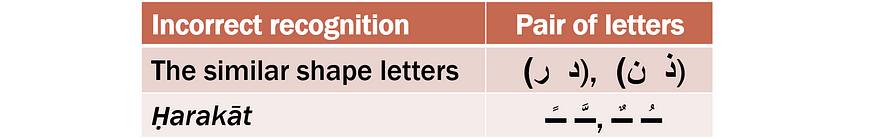 Incorrect recognition Pair of letters
The similar shape letters (د ر), (ذ ن)
Ḥarakāt ـَّ ـً, ـُ ـٌ